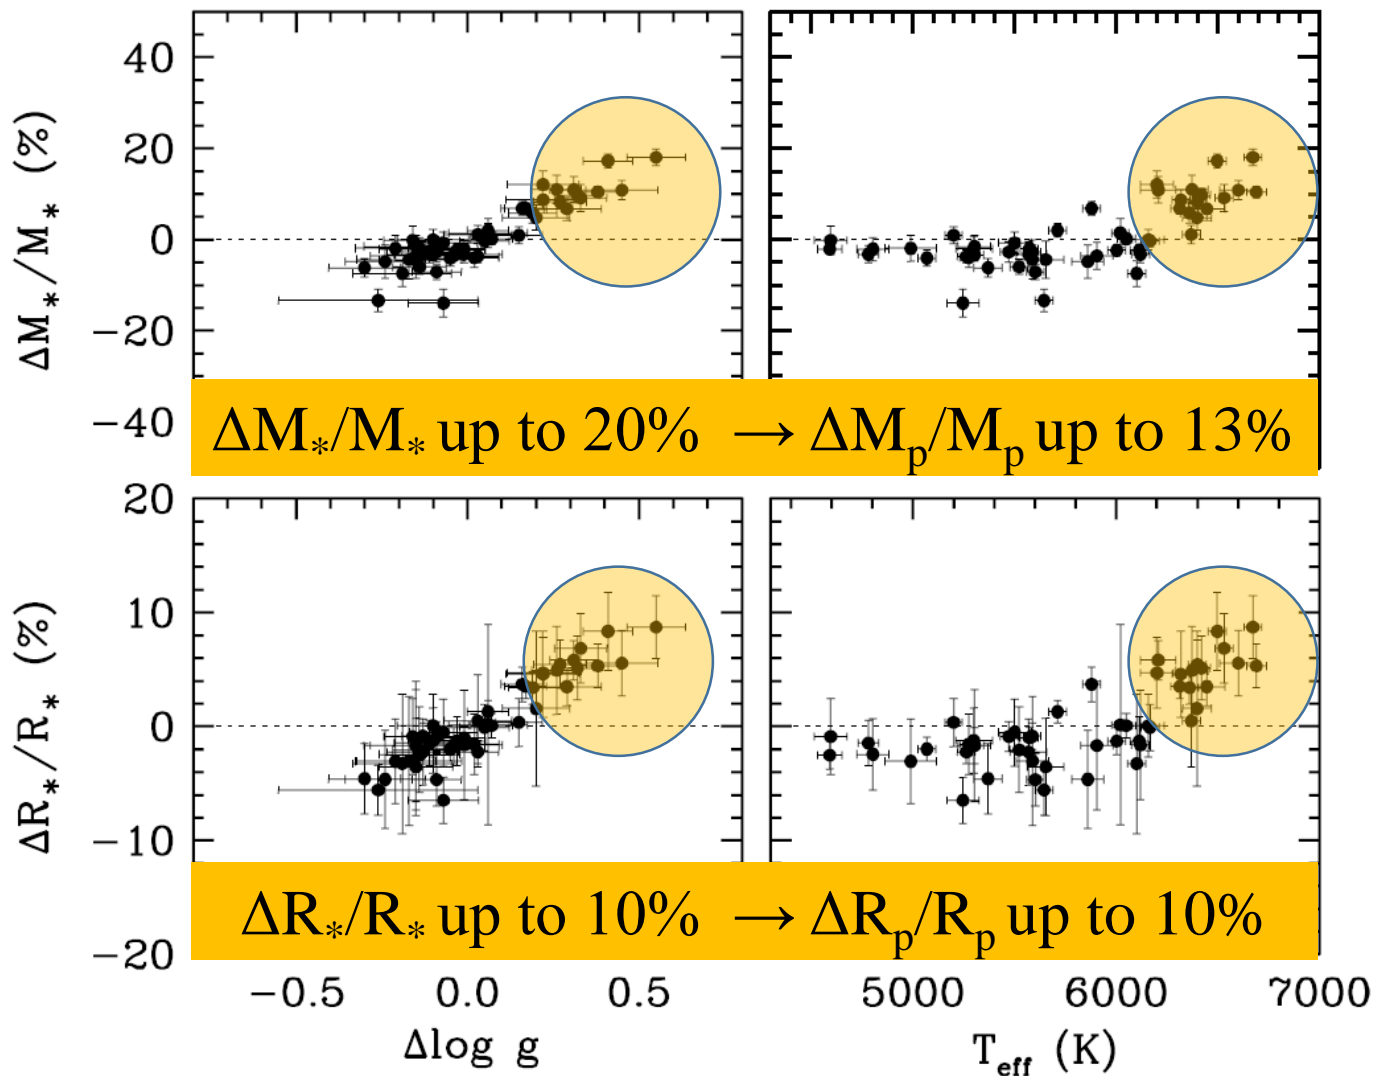 40
20
0
−20
−40
ΔM*/M* (%)
ΔM*/M* up to 20% → ΔMp/Mp up to 13%
20
10
0
−10
−20
ΔR*/R* (%)
ΔR*/R* up to 10% → ΔRp/Rp up to 10%
−0.5 0.0 0.5
5000 6000 7000
Δlog g
Teff (K)